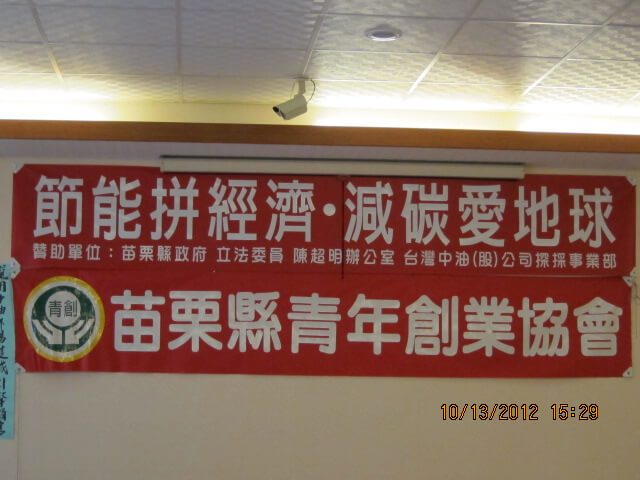 節能拼經濟·減碳愛地球
贊助單位：苗栗縣政府 立法委員 陳超明辦公室 台灣中油(股)公司探採事業部
青創
苗栗縣青年創業協會
10/13/2012 15:29